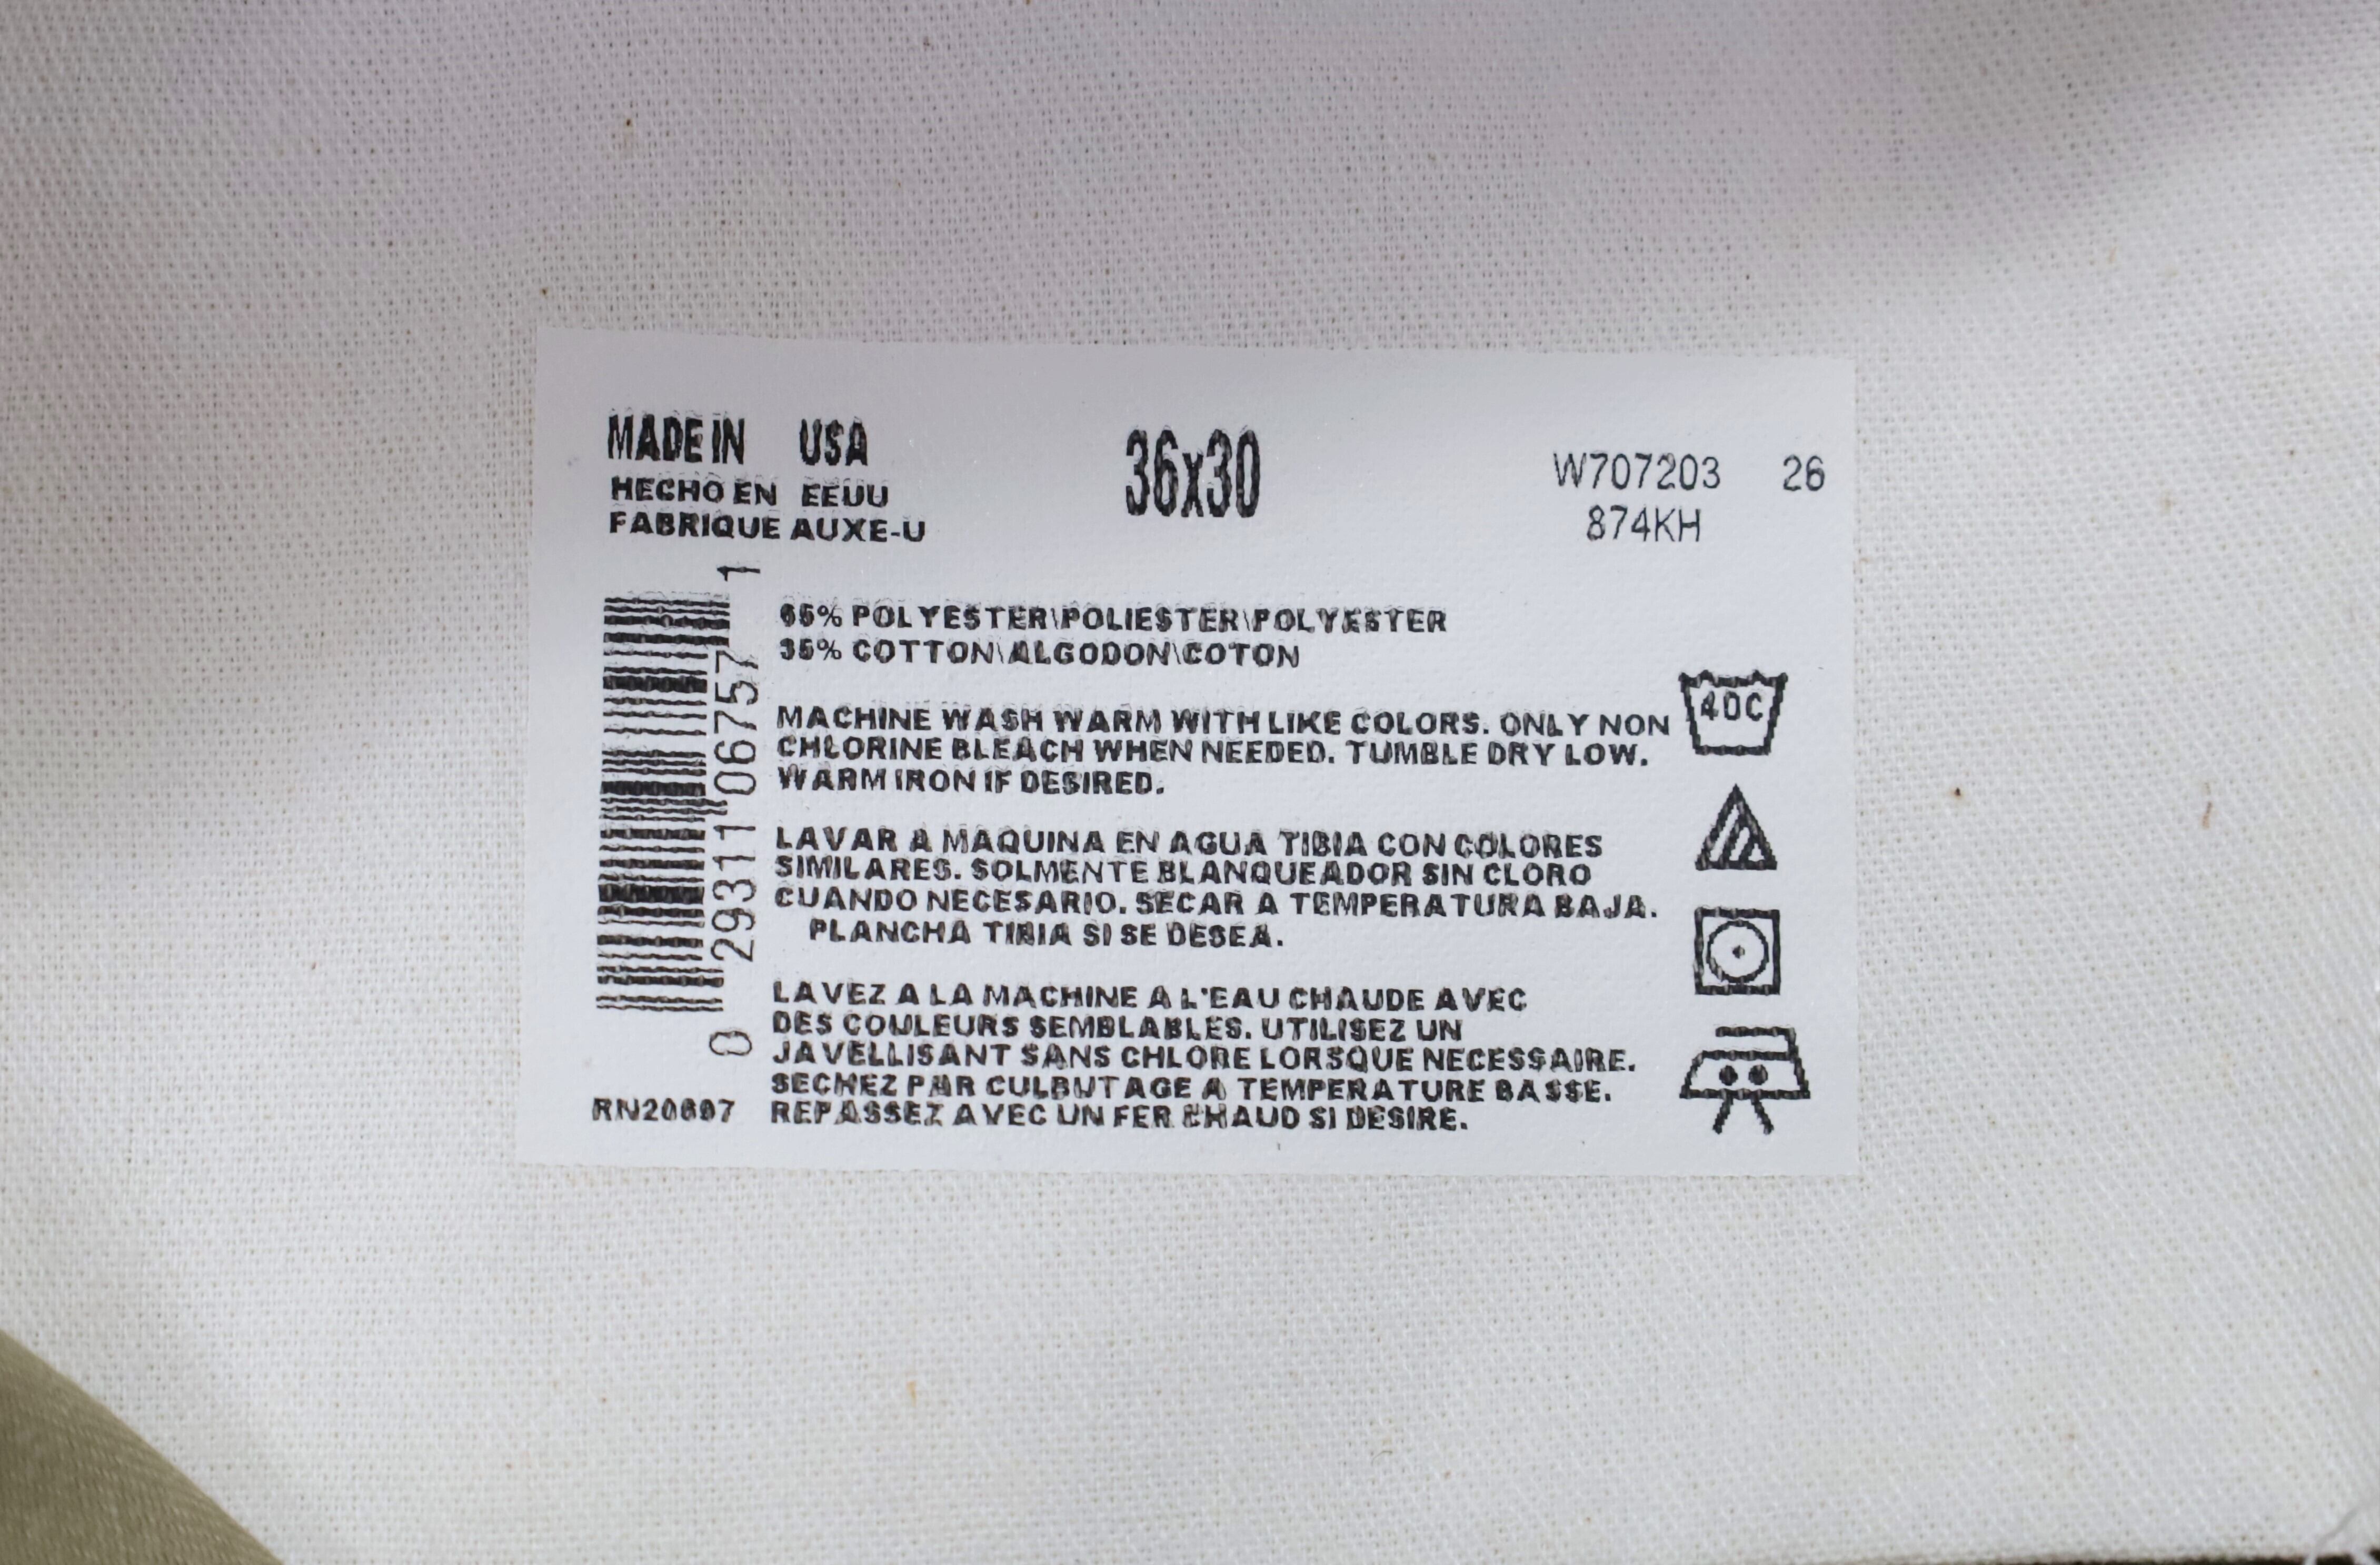 MADE IN USA
HECHO EN EEUU
FABRIQUE AUX E-U
36x30
W707203 26
874KH
0 29311 06757 1
65% POLYESTER\POLIESTER\POLYESTER
35% COTTON\ALGODON\COTON
MACHINE WASH WARM WITH LIKE COLORS. ONLY NON
CHLORINE BLEACH WHEN NEEDED. TUMBLE DRY LOW.
WARM IRON IF DESIRED.
LAVAR A MAQUINA EN AGUA TIBIA CON COLORES
SIMILARES. SOLMENTE BLANQUEADOR SIN CLORO
CUANDO NECESARIO. SECAR A TEMPERATURA BAJA.
PLANCHA TIBIA SI SE DESEA.
LAVEZ A LA MACHINE A L'EAU CHAUDE AVEC
DES COULEURS SEMBLABLES. UTILISEZ UN
JAVELLISANT SANS CHLORE LORSQUE NECESSAIRE.
SECHEZ PAR CULBUTAGE A TEMPERATURE BASSE.
REPASSEZ AVEC UN FER CHAUD SI DESIRE.
40C
RN20697